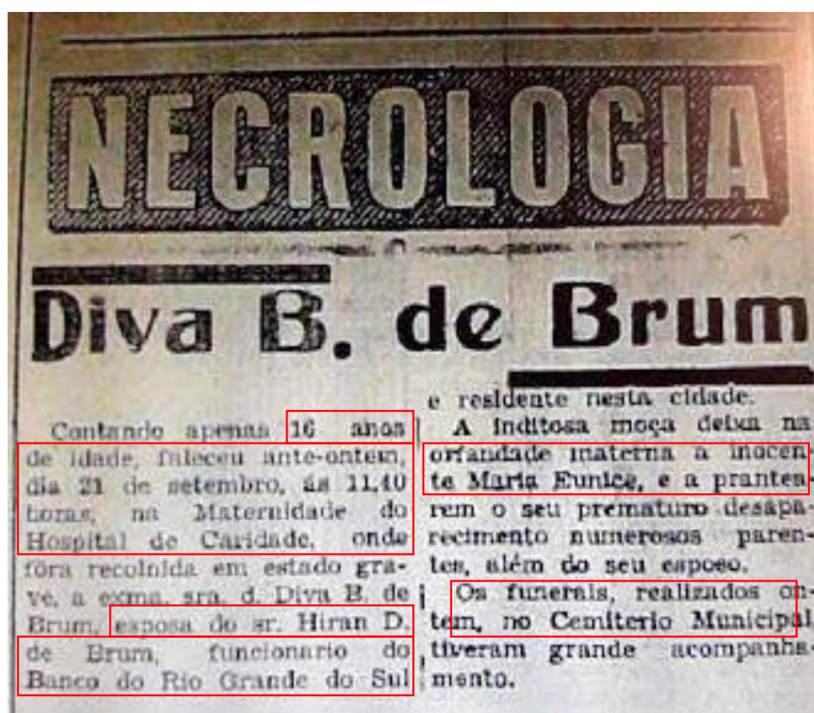 NECROLOGIA
Diva B. de Brum
Contando apenas 16 anos
de idade, faleceu ante-ontem,
dia 21 de setembro, ás 11,40
horas, na Maternidade do
Hospital de Caridade, onde
fôra recolhida em estado gra-
ve, a exma. sra. d. Diva B. de
Brum, esposa do sr. Hiran D.
de Brum, funcionario do
Banco do Rio Grande do Sul
e residente nesta cidade.
A inditosa moça deixa na
orfandade materna a inocen-
te Maria Eunice, e a prantea-
rem o seu prematuro desapa-
recimento numerosos paren-
tes, além do seu esposo.
Os funerais, realizados on-
tem, no Cemiterio Municipal,
tiveram grande acompanha-
mento.